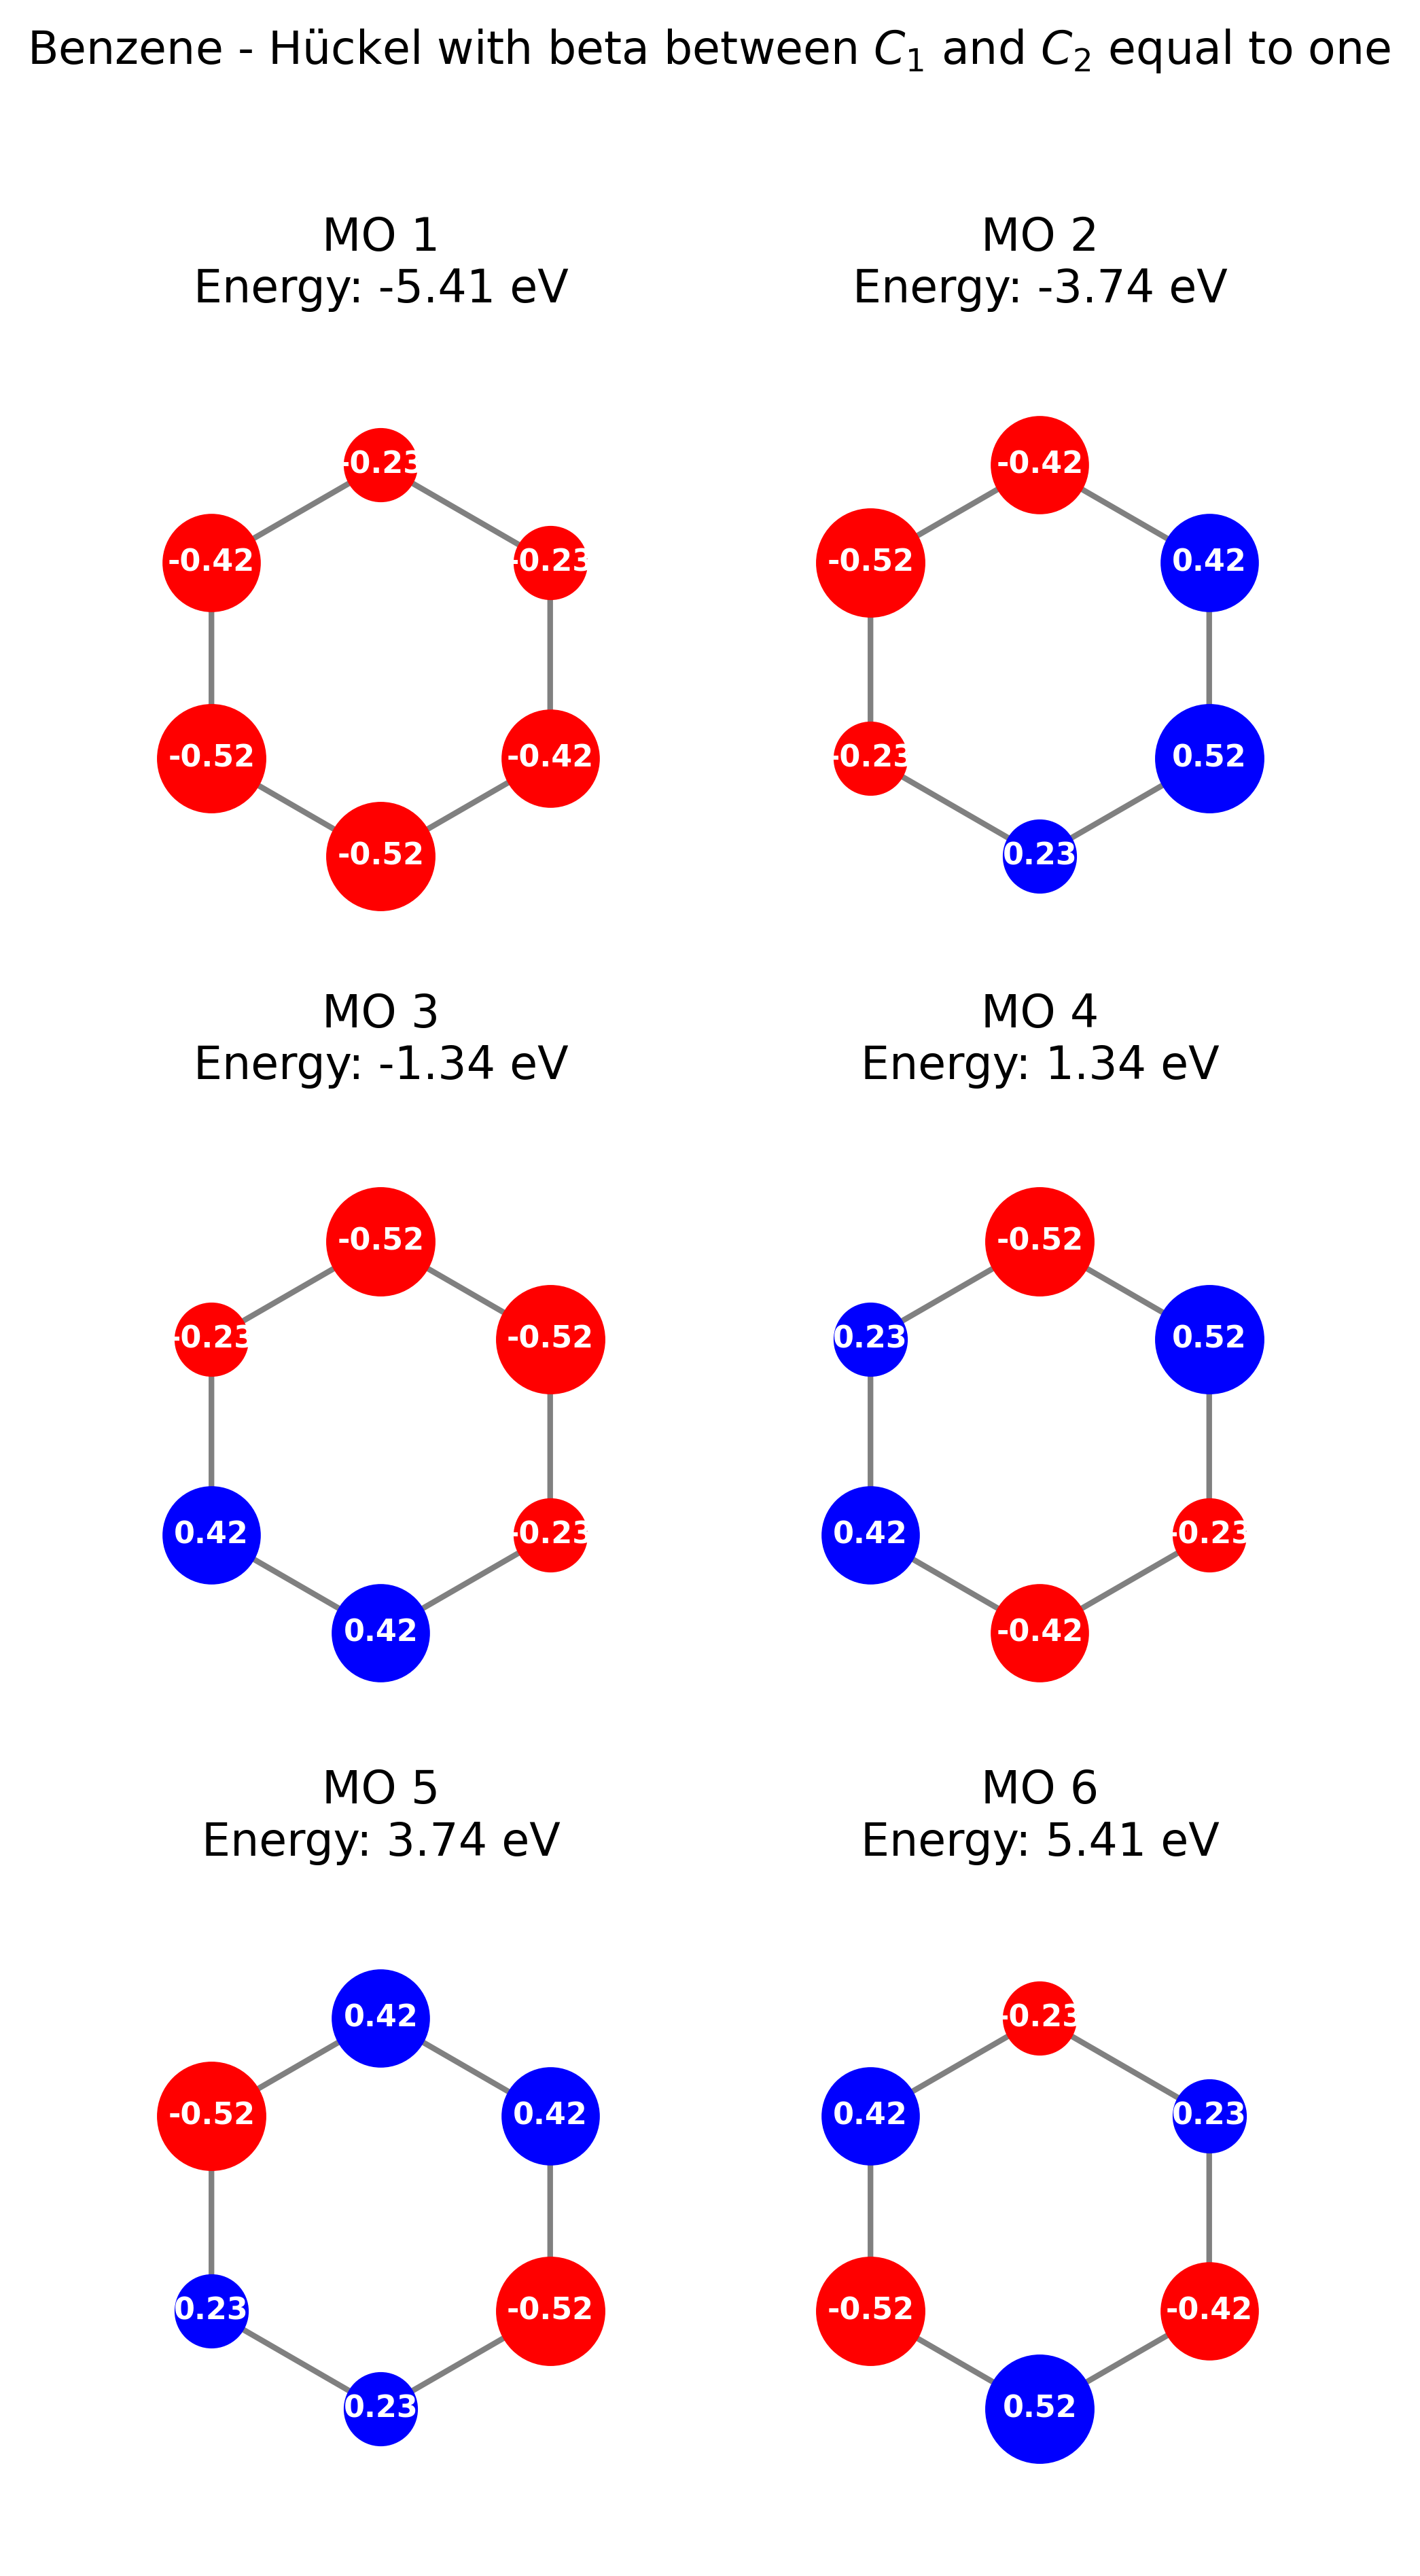 Benzene - Hückel with beta between C₁ and C₂ equal to one
MO 1
Energy: -5.41 eV
-0.23
-0.42
-0.23
-0.52
-0.42
-0.52
MO 2
Energy: -3.74 eV
-0.42
-0.52
0.42
-0.23
0.52
0.23
MO 3
Energy: -1.34 eV
-0.52
-0.23
-0.52
0.42
-0.23
0.42
MO 4
Energy: 1.34 eV
-0.52
0.23
0.52
0.42
-0.23
-0.42
MO 5
Energy: 3.74 eV
0.42
-0.52
0.42
0.23
-0.52
0.23
MO 6
Energy: 5.41 eV
-0.23
0.42
0.23
-0.52
-0.42
0.52